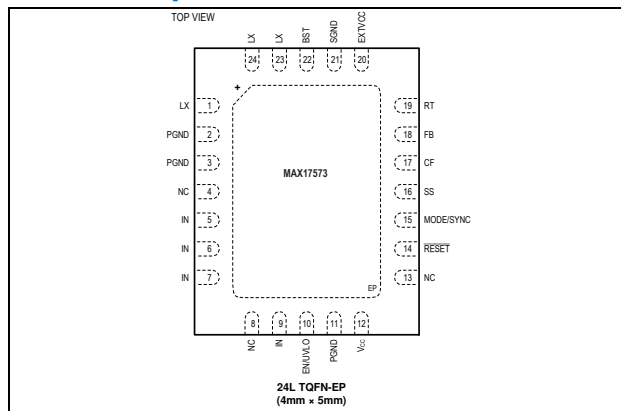 TOP VIEW
LX LX BST SGND EXTVCC
24 23 22 21 20
+
LX 1
PGND 2
PGND 3
NC 4
IN 5
IN 6
IN 7
MAX17573
19 RT
18 FB
17 CF
16 SS
15 MODE/SYNC
14 RESET
13 NC
EP
8 9 10 11 12
NC IN EN/UVLO PGND VCC
24L TQFN-EP
(4mm × 5mm)